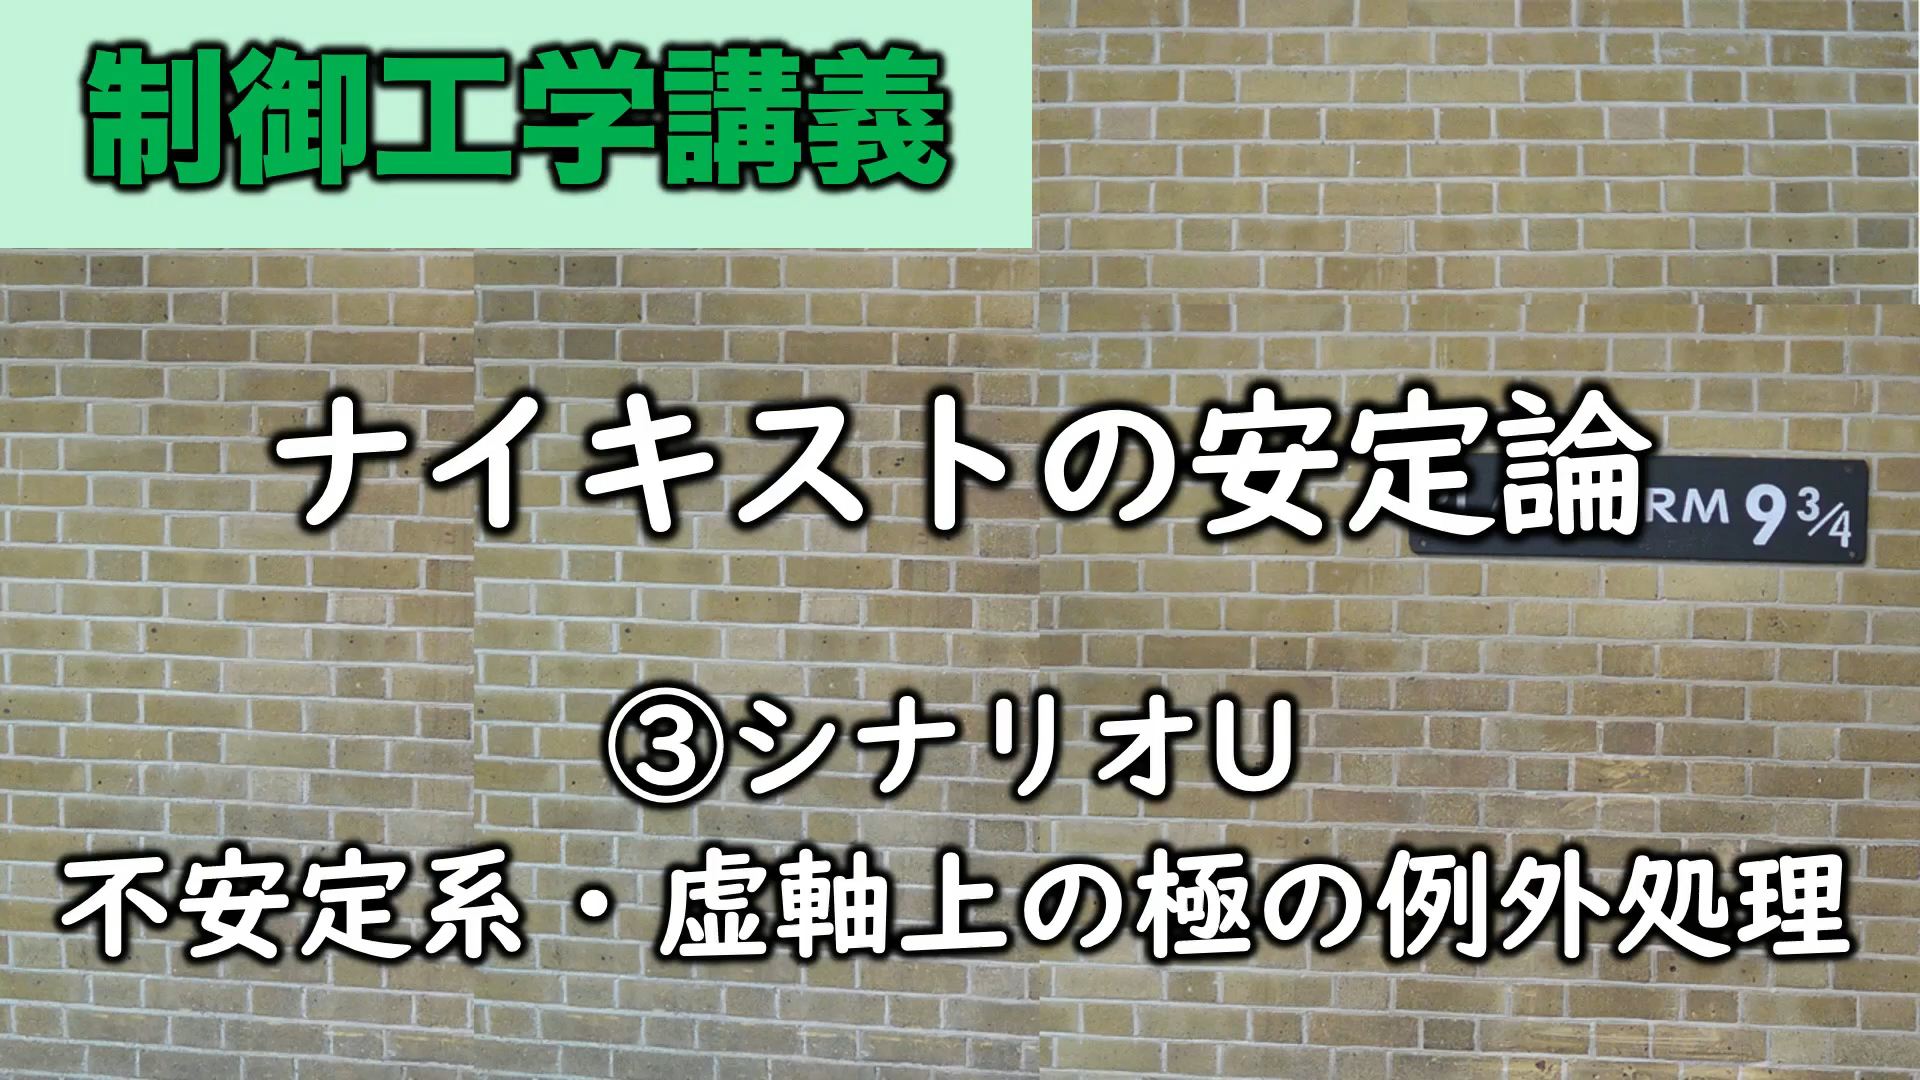 制御工学講義
ナイキストの安定論
RM 9 3/4
③シナリオU
不安定系・虚軸上の極の例外処理